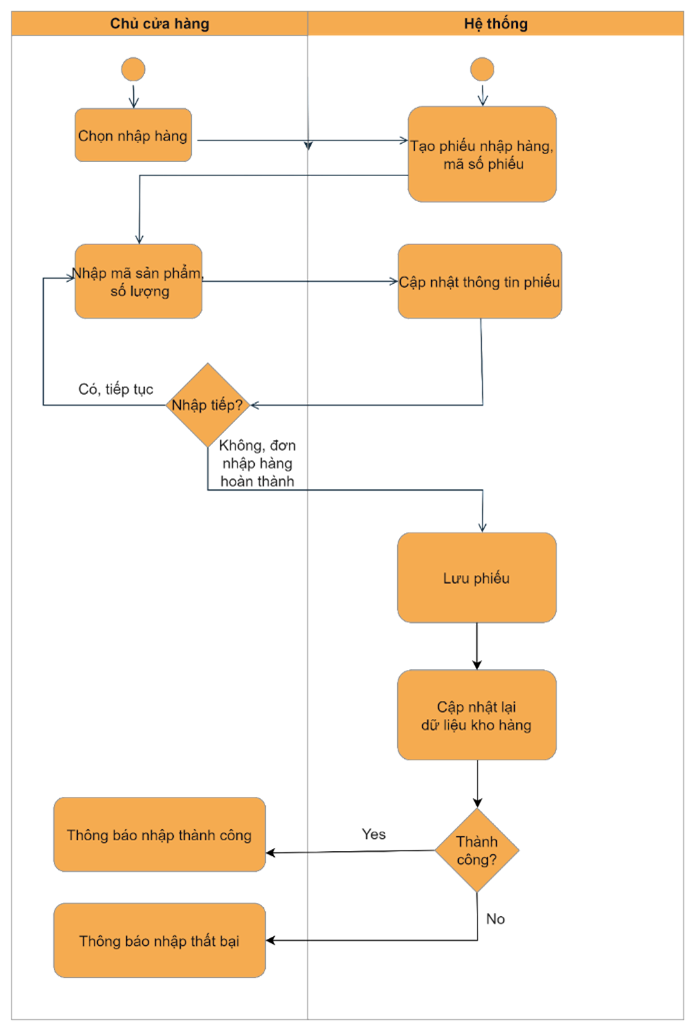 Chủ cửa hàng
Hệ thống
Chọn nhập hàng
Tạo phiếu nhập hàng,
mã số phiếu
Nhập mã sản phẩm,
số lượng
Cập nhật thông tin phiếu
Có, tiếp tục
Nhập tiếp?
Không, đơn
nhập hàng
hoàn thành
Lưu phiếu
Cập nhật lại
dữ liệu kho hàng
Thông báo nhập thành công
Yes
Thành
công?
No
Thông báo nhập thất bại